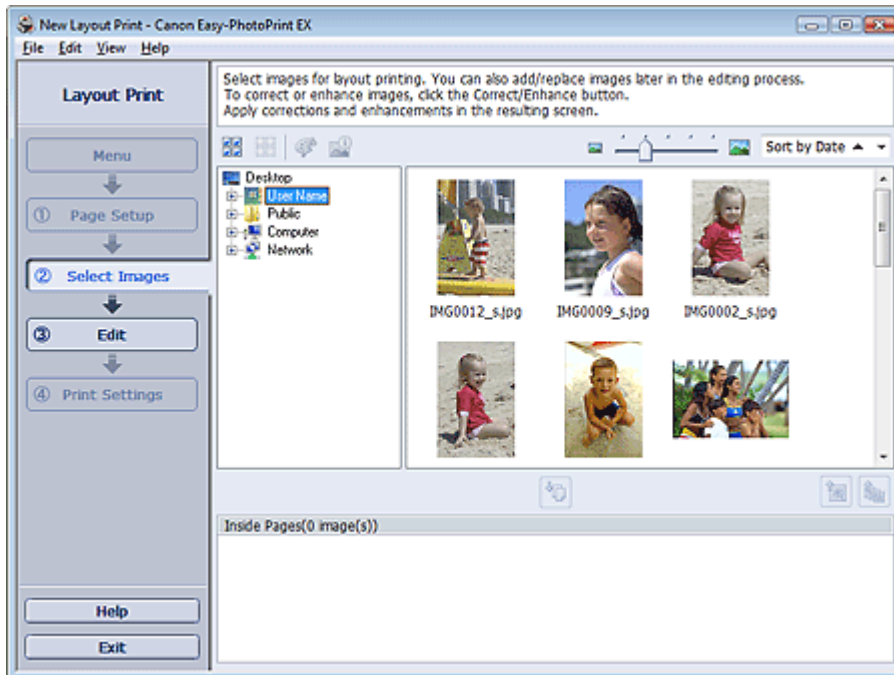 New Layout Print - Canon Easy-PhotoPrint EX
File Edit View Help
Layout Print
Menu
① Page Setup
② Select Images
③ Edit
④ Print Settings
Help
Exit
Select images for layout printing. You can also add/replace images later in the editing process.
To correct or enhance images, click the Correct/Enhance button.
Apply corrections and enhancements in the resulting screen.
Sort by Date
Desktop
User Name
Public
Computer
Network
IMG0012_s.jpg IMG0009_s.jpg IMG0002_s.jpg
Inside Pages(0 image(s))